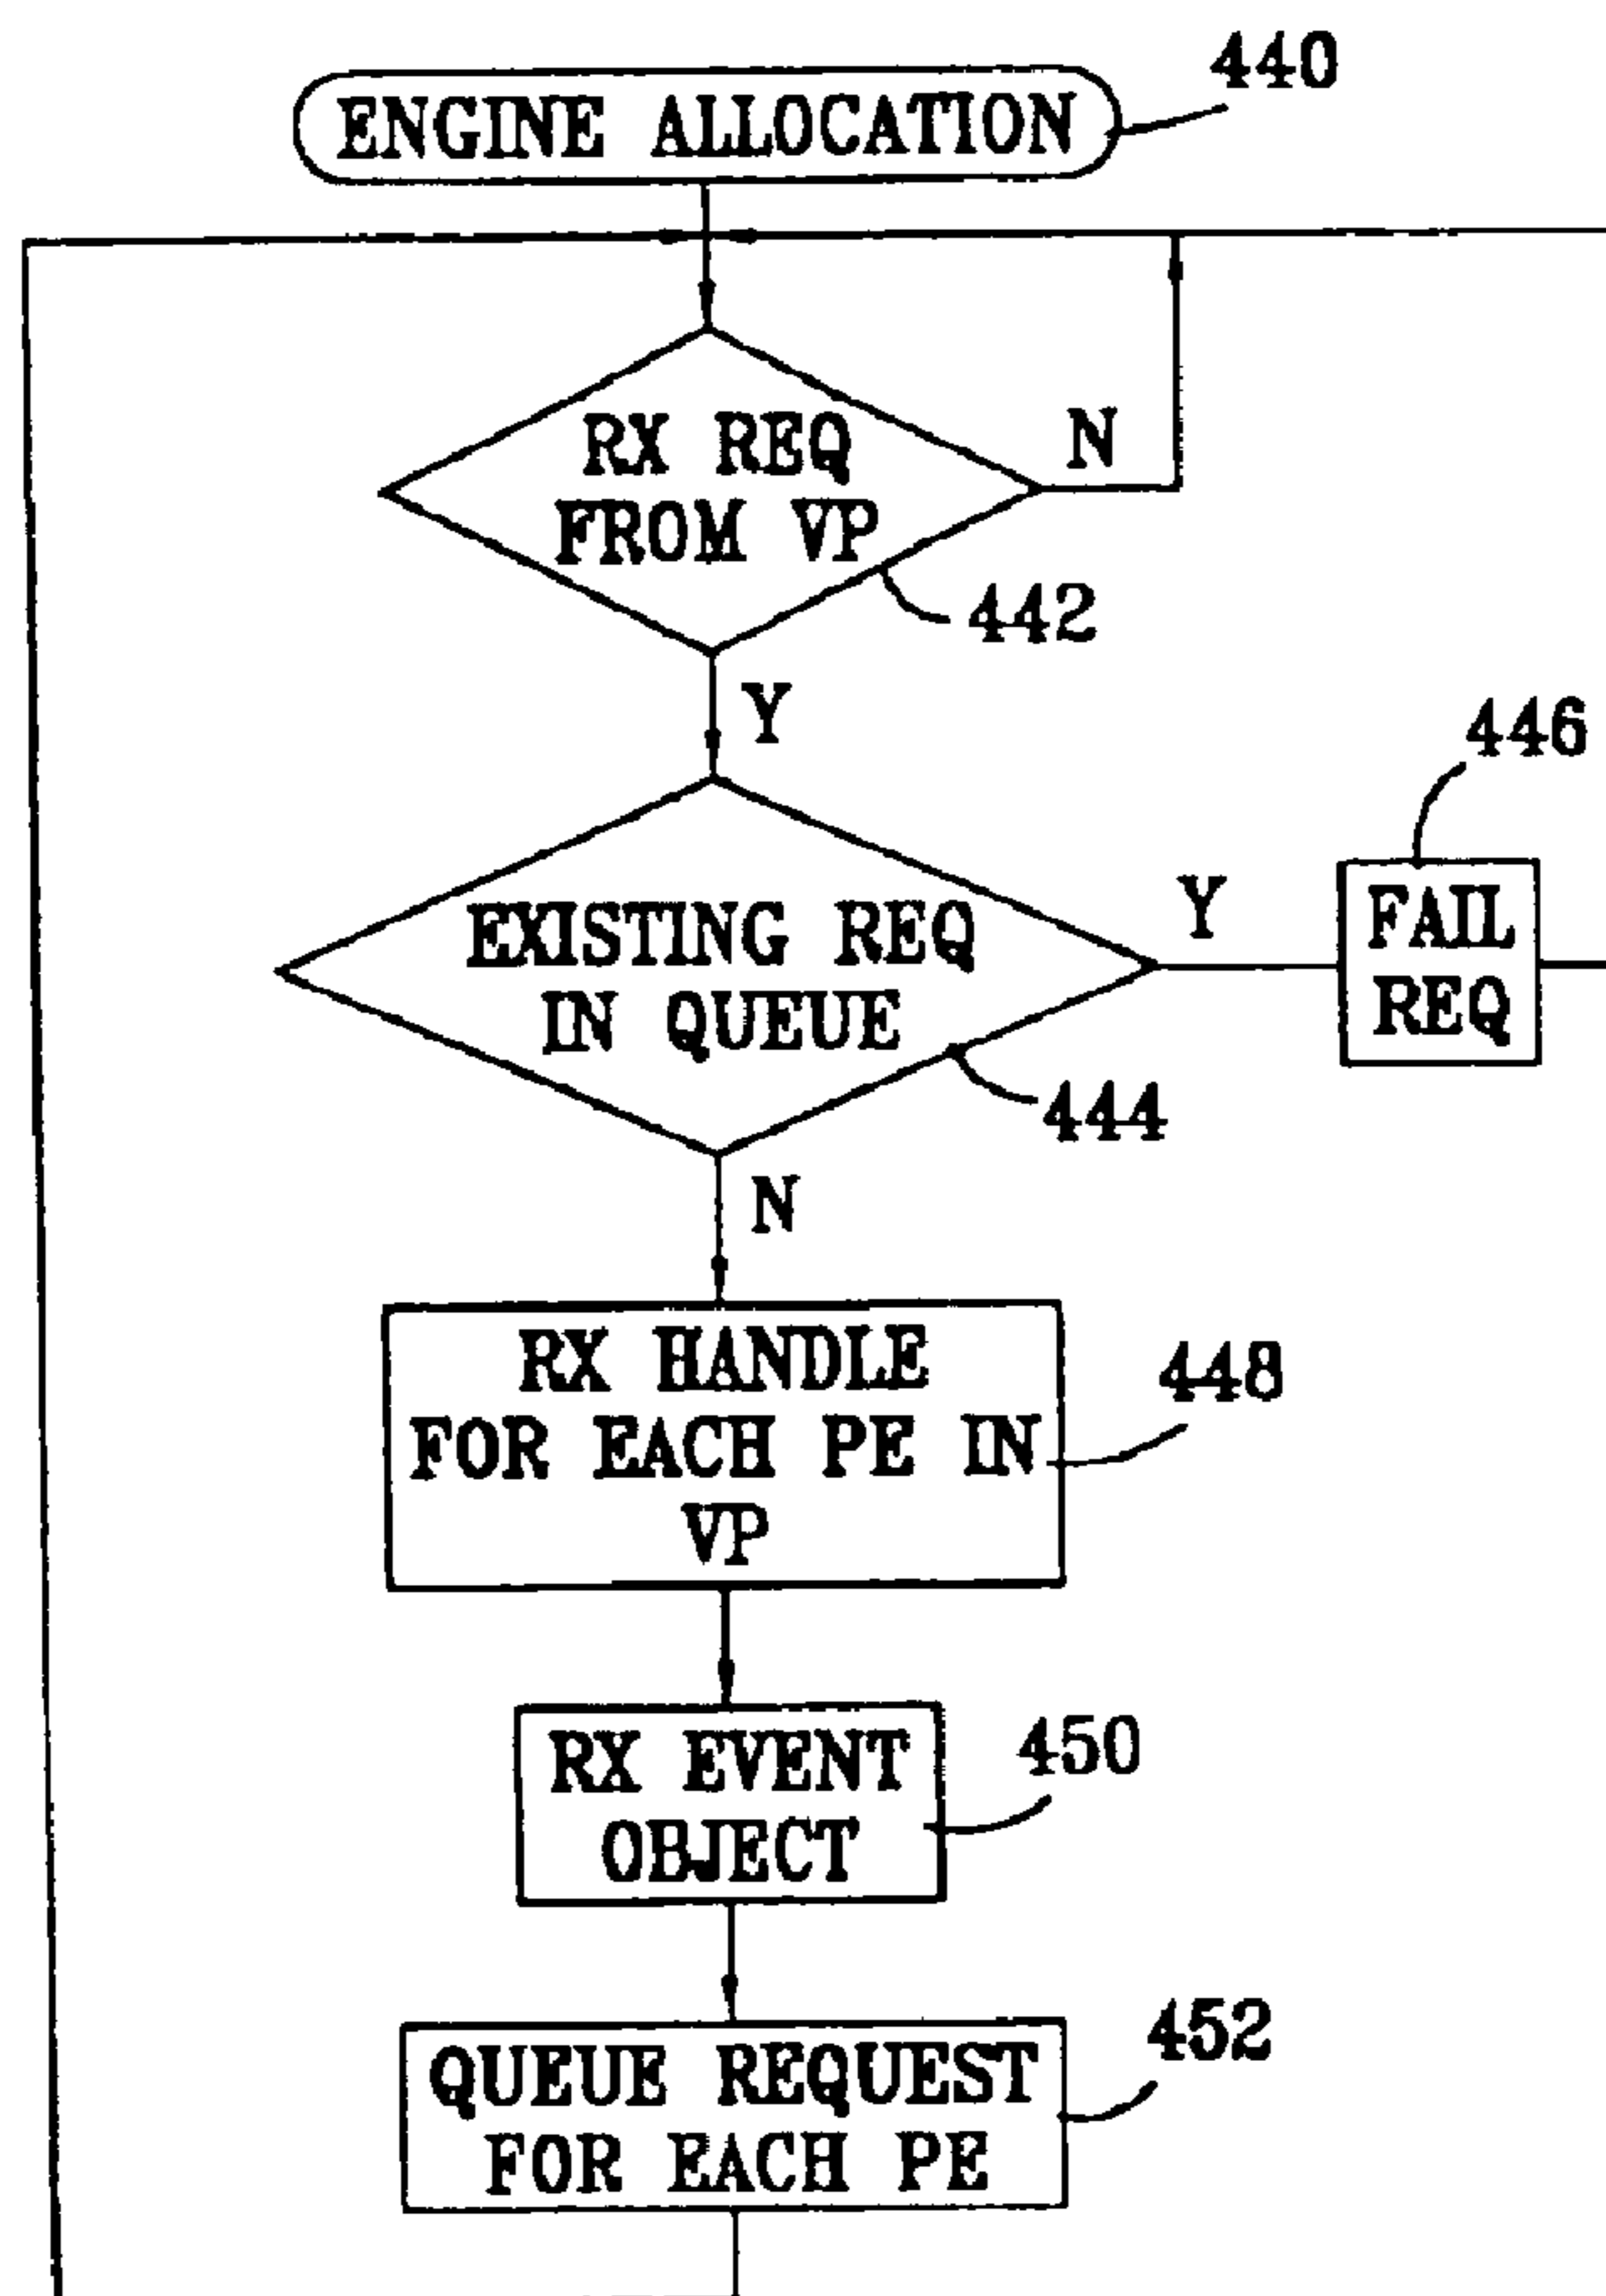 440
ENGINE ALLOCATION
RX REQ
FROM VP
N
442
Y
446
EXISTING REQ
IN QUEUE
Y
FAIL
REQ
444
N
RX HANDLE
FOR EACH PE IN
VP
448
RX EVENT
OBJECT
450
QUEUE REQUEST
FOR EACH PE
452